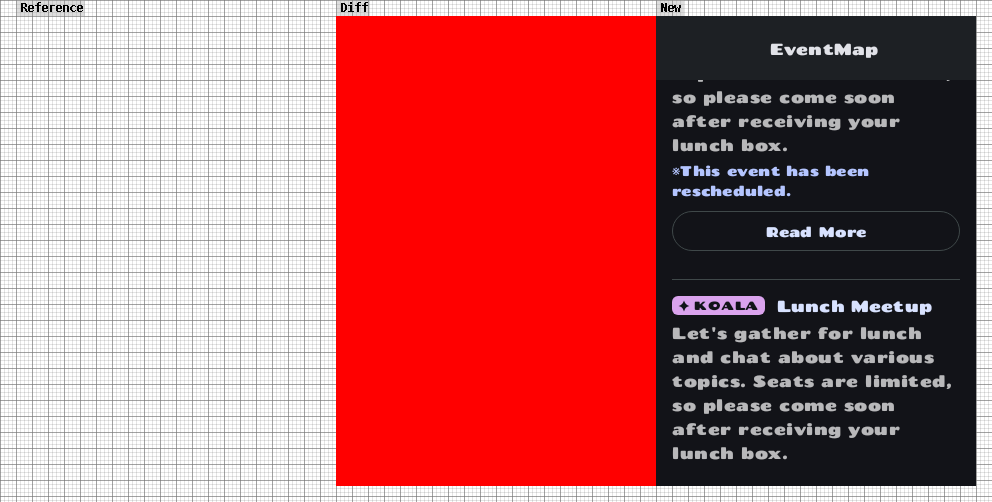 Reference
Diff
New
EventMap
so please come soon
after receiving your
lunch box.
※This event has been
rescheduled.
Read More
KOALA Lunch Meetup
Let's gather for lunch
and chat about various
topics. Seats are limited,
so please come soon
after receiving your
lunch box.